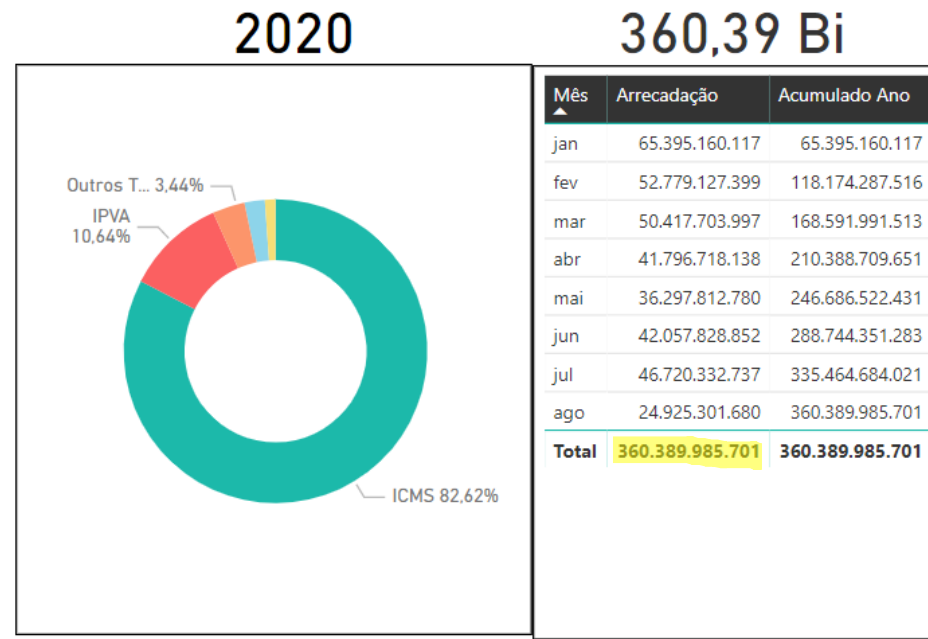 2020
360,39 Bi
Outros T... 3,44%
IPVA
10,64%
ICMS 82,62%
Mês Arrecadação Acumulado Ano
jan 65.395.160.117 65.395.160.117
fev 52.779.127.399 118.174.287.516
mar 50.417.703.997 168.591.991.513
abr 41.796.718.138 210.388.709.651
mai 36.297.812.780 246.686.522.431
jun 42.057.828.852 288.744.351.283
jul 46.720.332.737 335.464.684.021
ago 24.925.301.680 360.389.985.701
Total 360.389.985.701 360.389.985.701